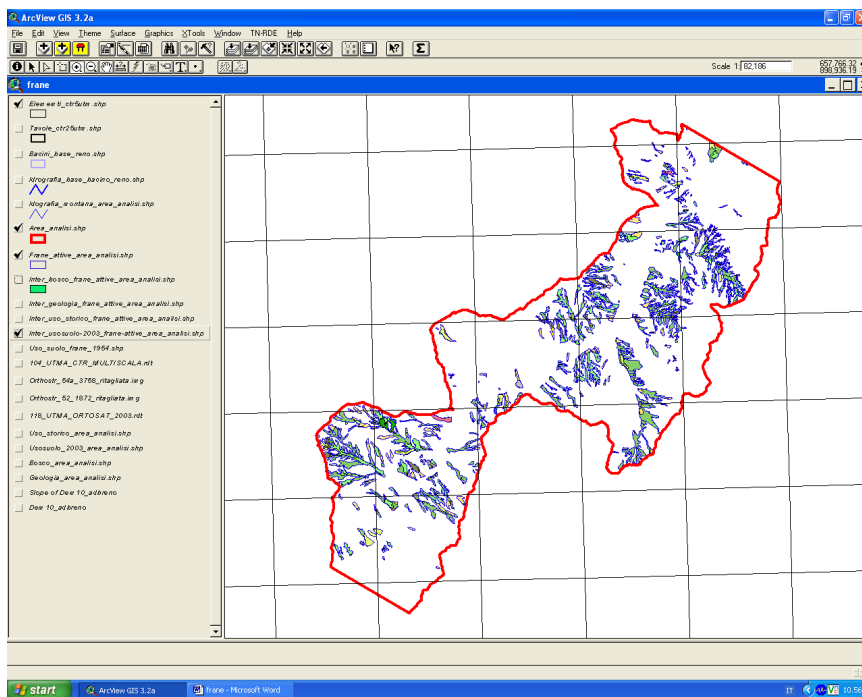 ArcView GIS 3.2a
File Edit View Theme Surface Graphics XTools Window TN-RDE Help
Scale 1: 82,186
657,766.32
898,936.19
frane
Elementi_ctr5utm.shp
Tavole_ctr25utm.shp
Bacini_base_reno.shp
Idrografia_base_bacino_reno.shp
Idrografia_montana_area_analisi.shp
Area_analisi.shp
Frane_attive_area_analisi.shp
Inter_bosco_frane_attive_area_analisi.shp
Inter_geologia_frane_attive_area_analisi.shp
Inter_uso_storico_frane_attive_area_analisi.shp
Inter_usosuolo-2003_frane-attive_area_analisi.shp
Uso_suolo_frane_1954.shp
104_UTMA_CTR_MULTISCALA.rdt
Orthostr_54a_3758_ritagliata.img
Orthostr_52_1872_ritagliata.img
118_UTMA_ORTOSAT_2003.rdt
Uso_storico_area_analisi.shp
Usosuolo_2003_area_analisi.shp
Bosco_area_analisi.shp
Geologia_area_analisi.shp
Slope of Dem 10_adbreno
Dem 10_adbreno
start
ArcView GIS 3.2a
frane - Microsoft Word
IT
10.56